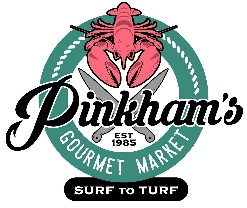 Pinkham's
EST
1985
GOURMET MARKET
SURF TO TURF